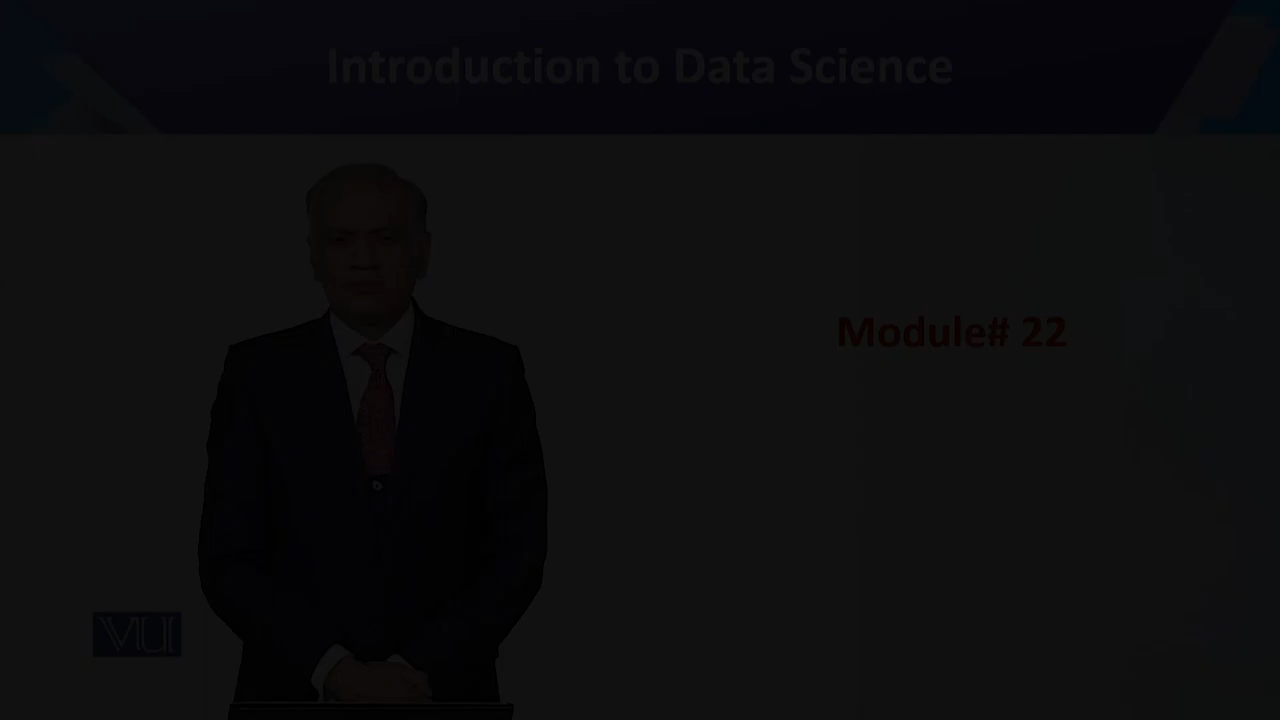 Introduction to Data Science
Module# 22
VU